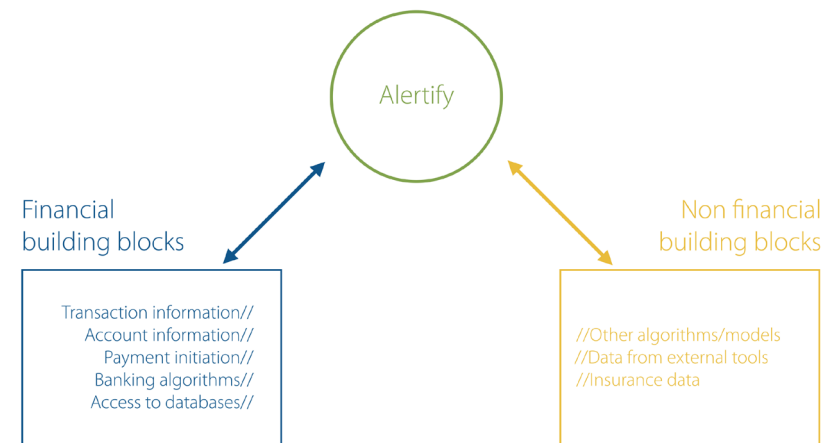 Alertify
Financial
building blocks
Transaction information//
Account information//
Payment initiation//
Banking algorithms//
Access to databases//
Non financial
building blocks
//Other algorithms/models
//Data from external tools
//Insurance data